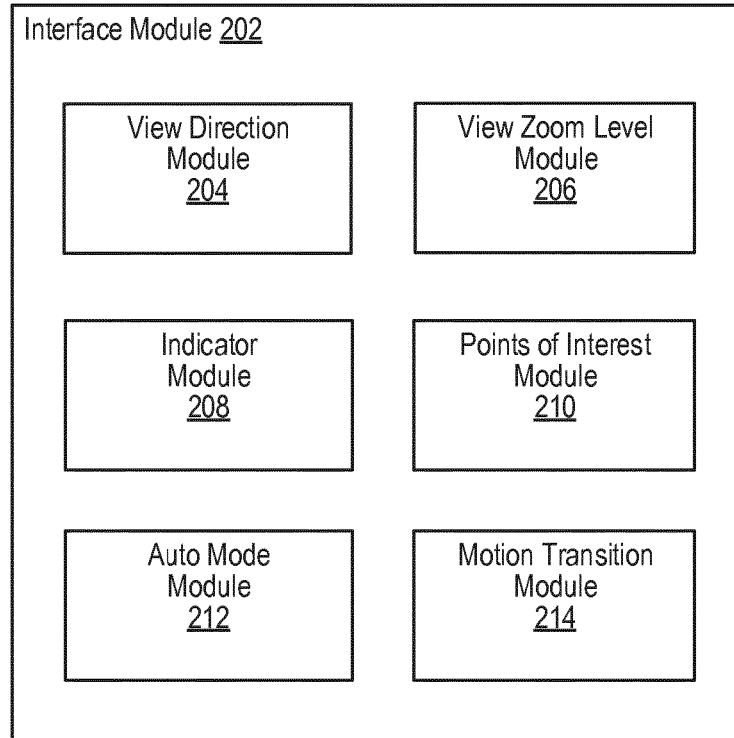 Interface Module 202
View Direction
Module
204
View Zoom Level
Module
206
Indicator
Module
208
Points of Interest
Module
210
Auto Mode
Module
212
Motion Transition
Module
214